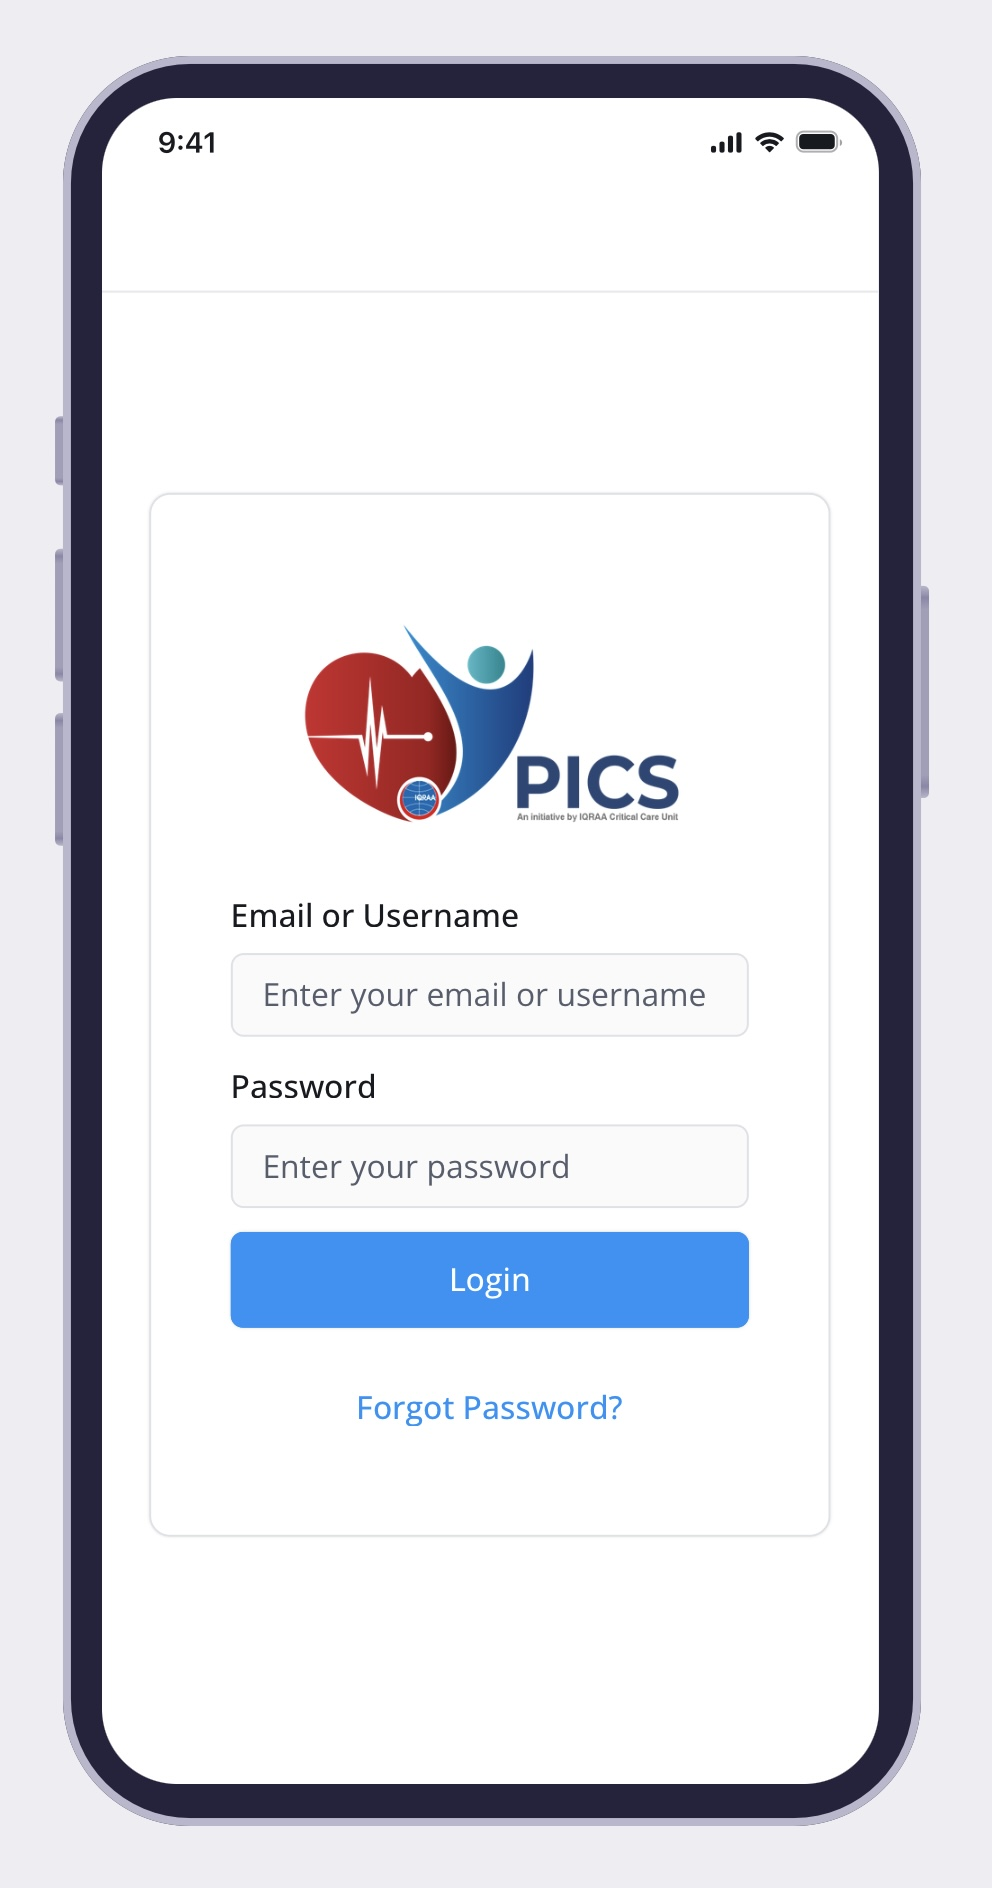 9:41
IQRAA
PICS
An initiative by IQRAA Critical Care Unit
Email or Username
Enter your email or username
Password
Enter your password
Login
Forgot Password?